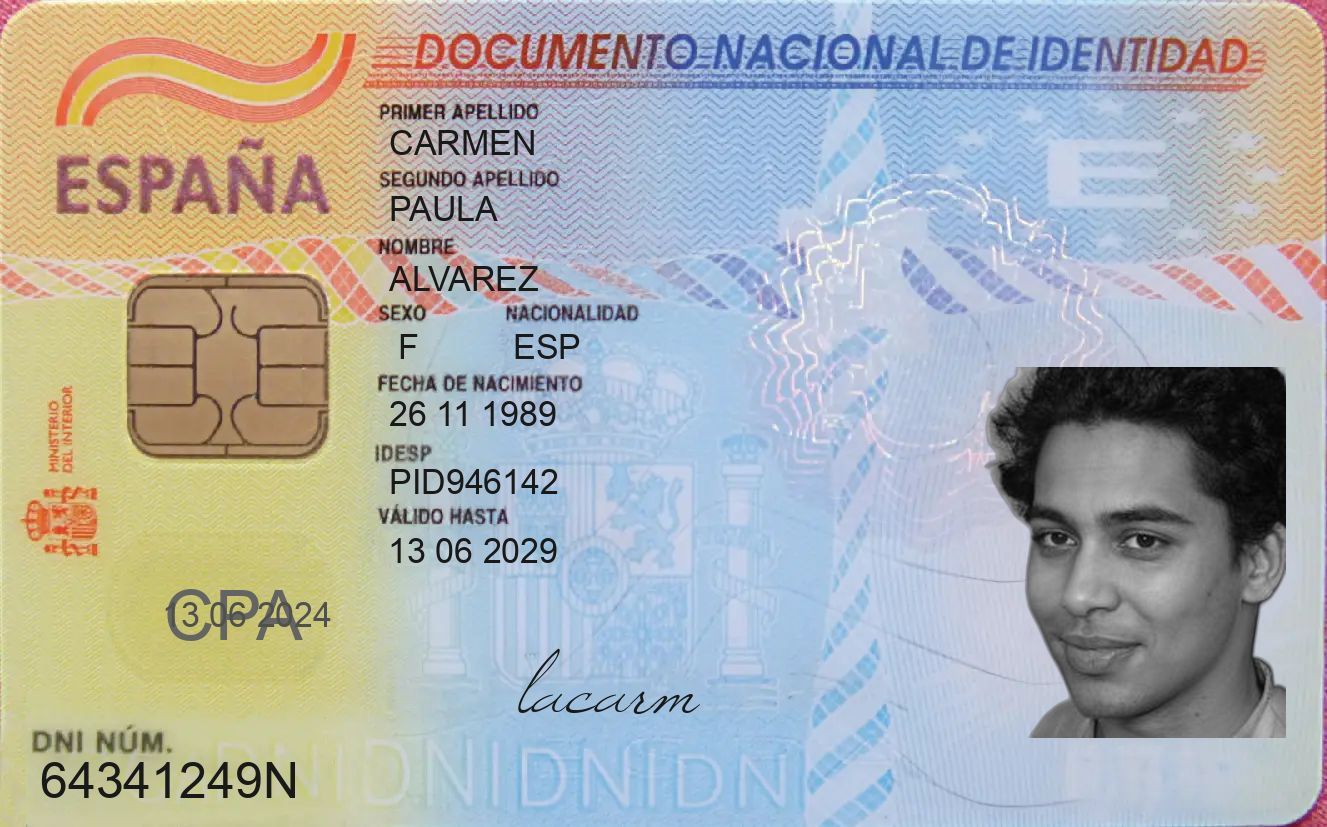 DOCUMENTO NACIONAL DE IDENTIDAD
ESPAÑA
PRIMER APELLIDO
CARMEN
SEGUNDO APELLIDO
PAULA
NOMBRE
ALVAREZ
SEXO NACIONALIDAD
F ESP
FECHA DE NACIMIENTO
26 11 1989
IDESP
PID946142
VÁLIDO HASTA
13 06 2029
MINISTERIO
DEL INTERIOR
E
CPA
13 06 2024
lacarm
DNI NÚM.
64341249N
DNIDNIDNIDNI